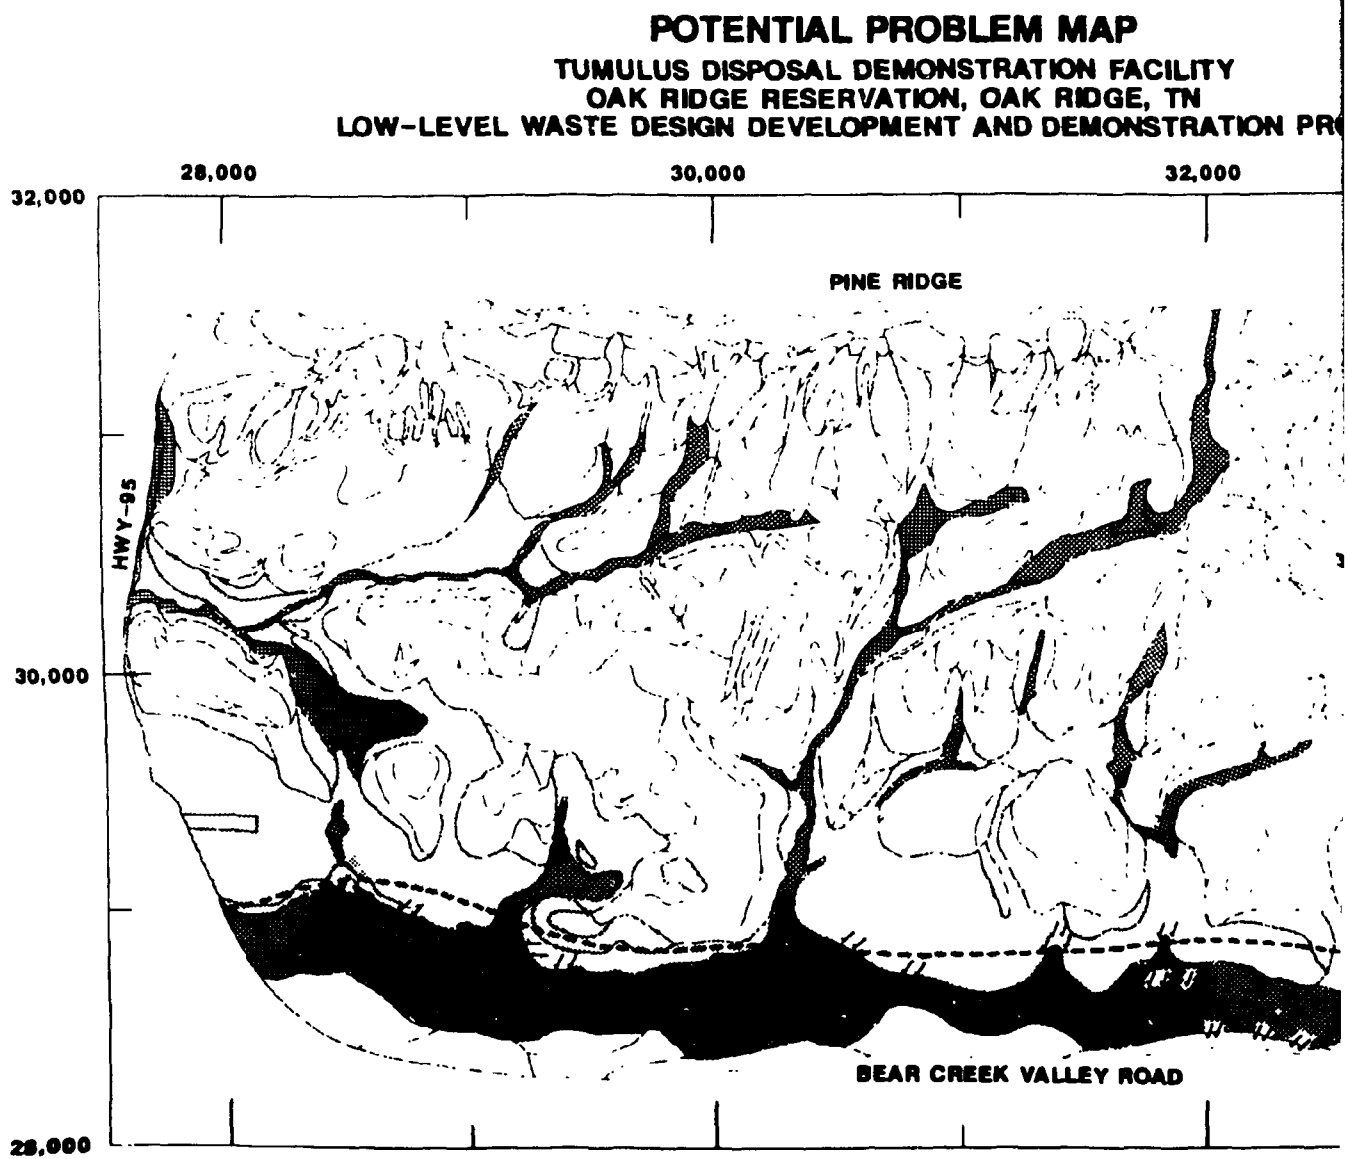 POTENTIAL PROBLEM MAP
TUMULUS DISPOSAL DEMONSTRATION FACILITY
OAK RIDGE RESERVATION, OAK RIDGE, TN
LOW-LEVEL WASTE DESIGN DEVELOPMENT AND DEMONSTRATION PRO
28,000 30,000 32,000
32,000
PINE RIDGE
HWY-95
30,000
BEAR CREEK VALLEY ROAD
28,000